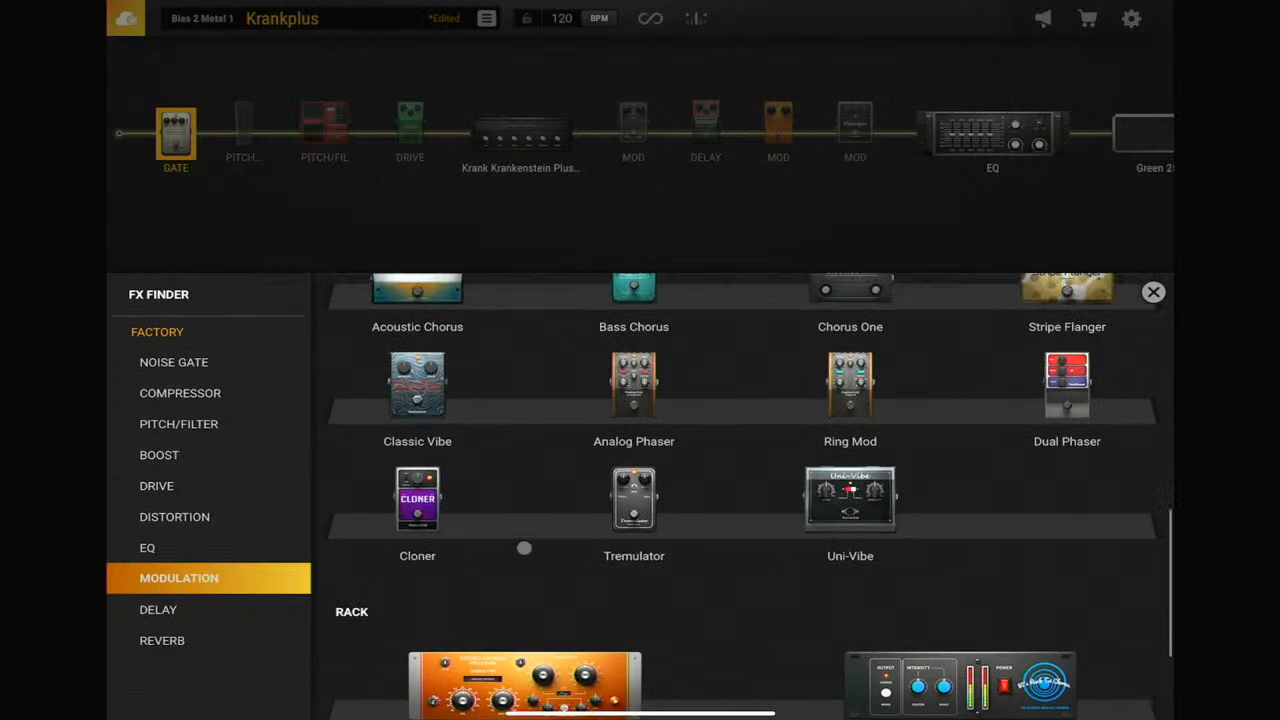 Bias 2 Metal 1 Krankplus *Edited 120 BPM
GATE PITCH... PITCH/FIL DRIVE Krank Krankenstein Plus... MOD DELAY MOD MOD EQ Green 25
FX FINDER
FACTORY
NOISE GATE
COMPRESSOR
PITCH/FILTER
BOOST
DRIVE
DISTORTION
EQ
MODULATION
DELAY
REVERB
Acoustic Chorus Bass Chorus Chorus One Stripe Flanger
Classic Vibe Analog Phaser Ring Mod Dual Phaser
CLONER
Uni-Vibe
Cloner Tremulator Uni-Vibe
RACK
OUTPUT INTENSITY POWER